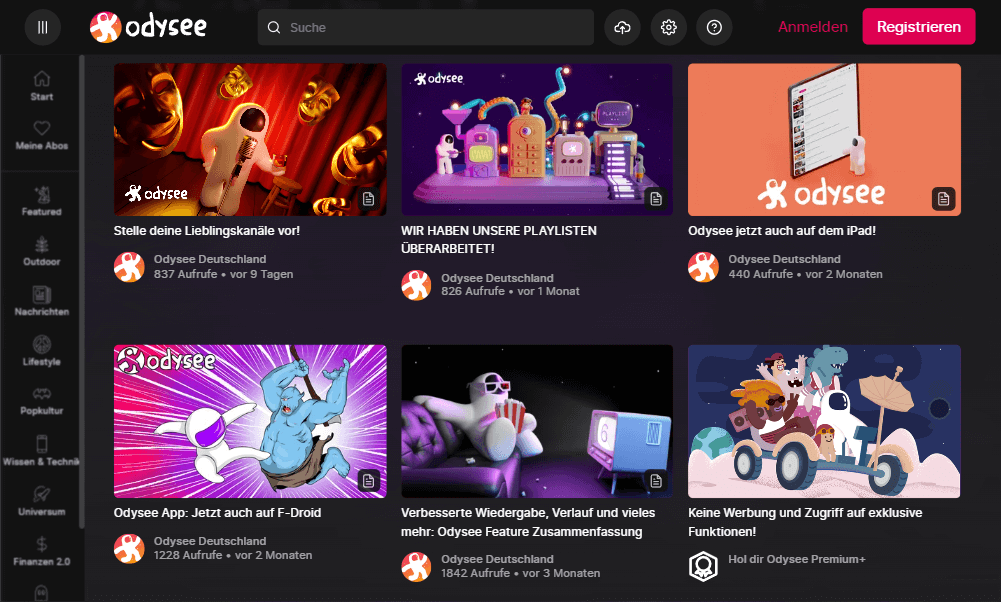 odysee
Suche
Anmelden
Registrieren
Start
Meine Abos
Featured
Outdoor
Nachrichten
Lifestyle
Popkultur
Wissen & Technik
Universum
Finanzen 2.0
odysee
Stelle deine Lieblingskanäle vor!
Odysee Deutschland
837 Aufrufe • vor 9 Tagen
odysee
PLAYLIST
WIR HABEN UNSERE PLAYLISTEN
ÜBERARBEITET!
Odysee Deutschland
826 Aufrufe • vor 1 Monat
odysee
Odysee jetzt auch auf dem iPad!
Odysee Deutschland
440 Aufrufe • vor 2 Monaten
odysee
Odysee App: Jetzt auch auf F-Droid
Odysee Deutschland
1228 Aufrufe • vor 2 Monaten
6
Verbesserte Wiedergabe, Verlauf und vieles
mehr: Odysee Feature Zusammenfassung
Odysee Deutschland
1842 Aufrufe • vor 3 Monaten
Keine Werbung und Zugriff auf exklusive
Funktionen!
Hol dir Odysee Premium+